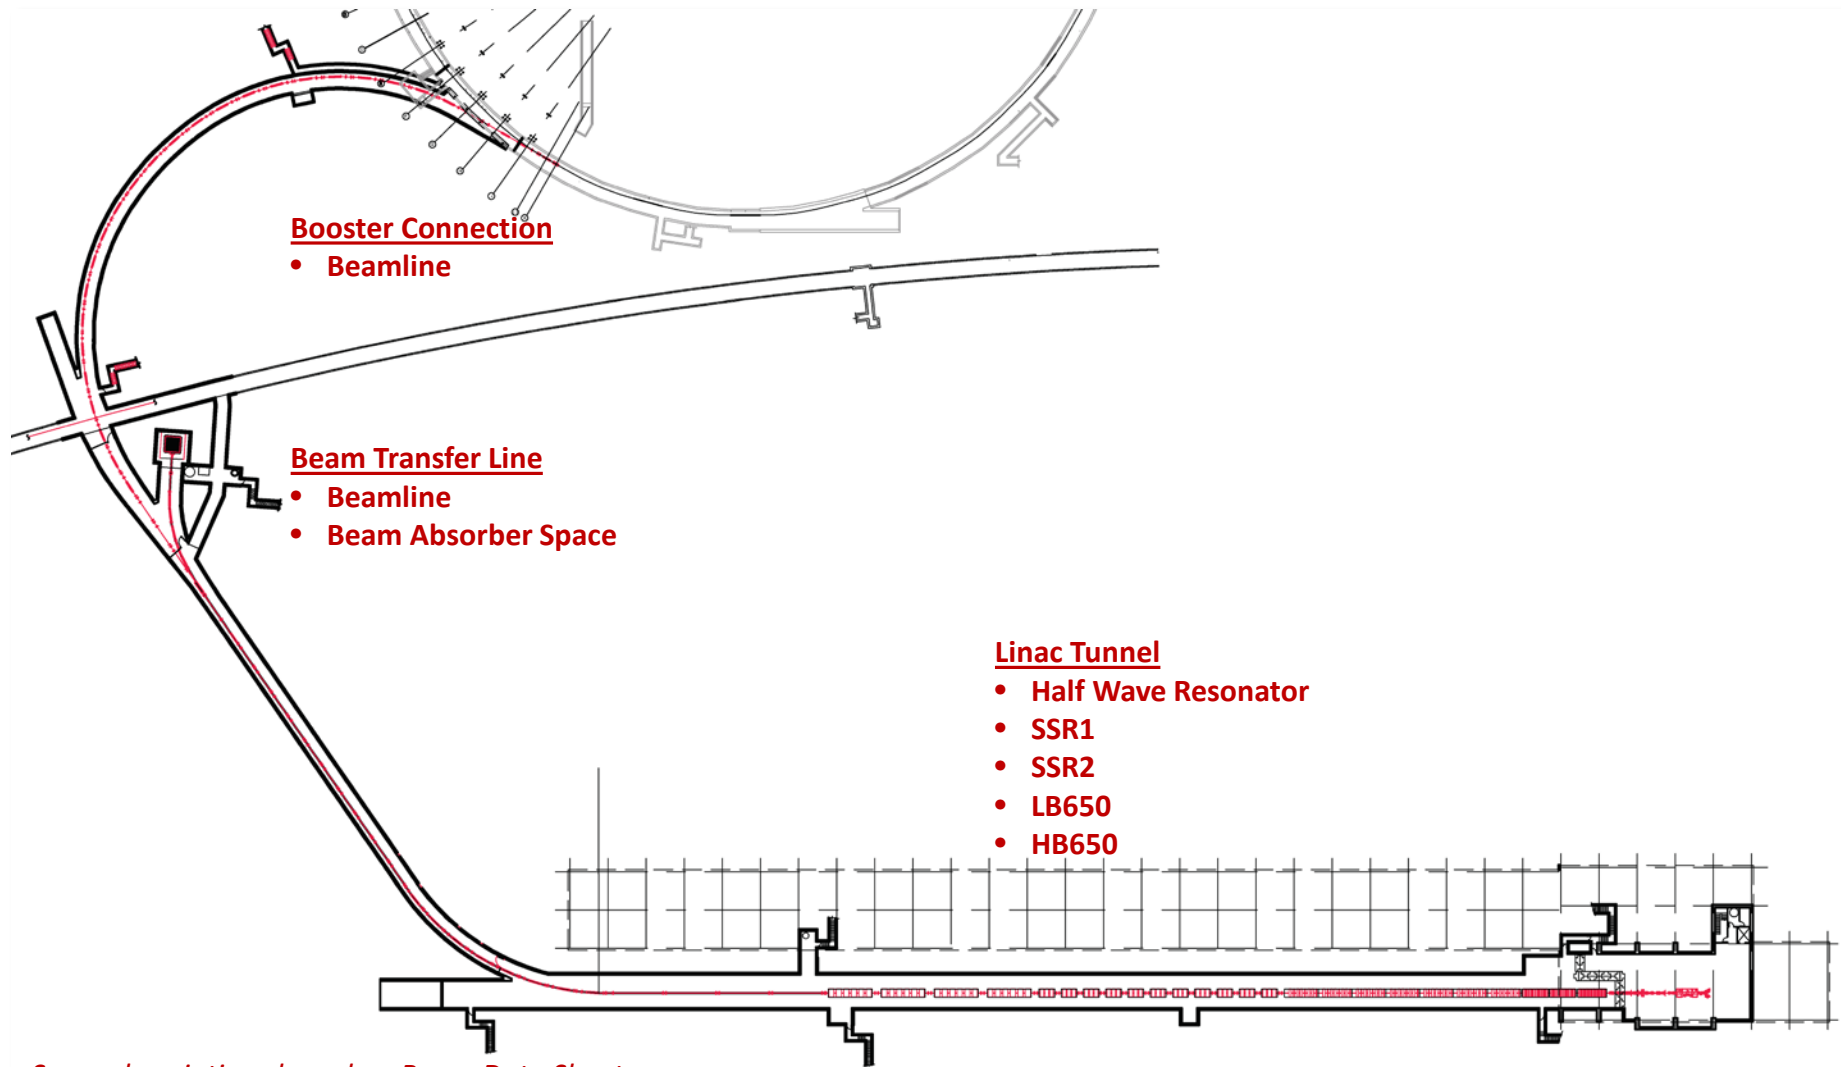 Booster Connection
• Beamline
Beam Transfer Line
• Beamline
• Beam Absorber Space
Linac Tunnel
• Half Wave Resonator
• SSR1
• SSR2
• LB650
• HB650